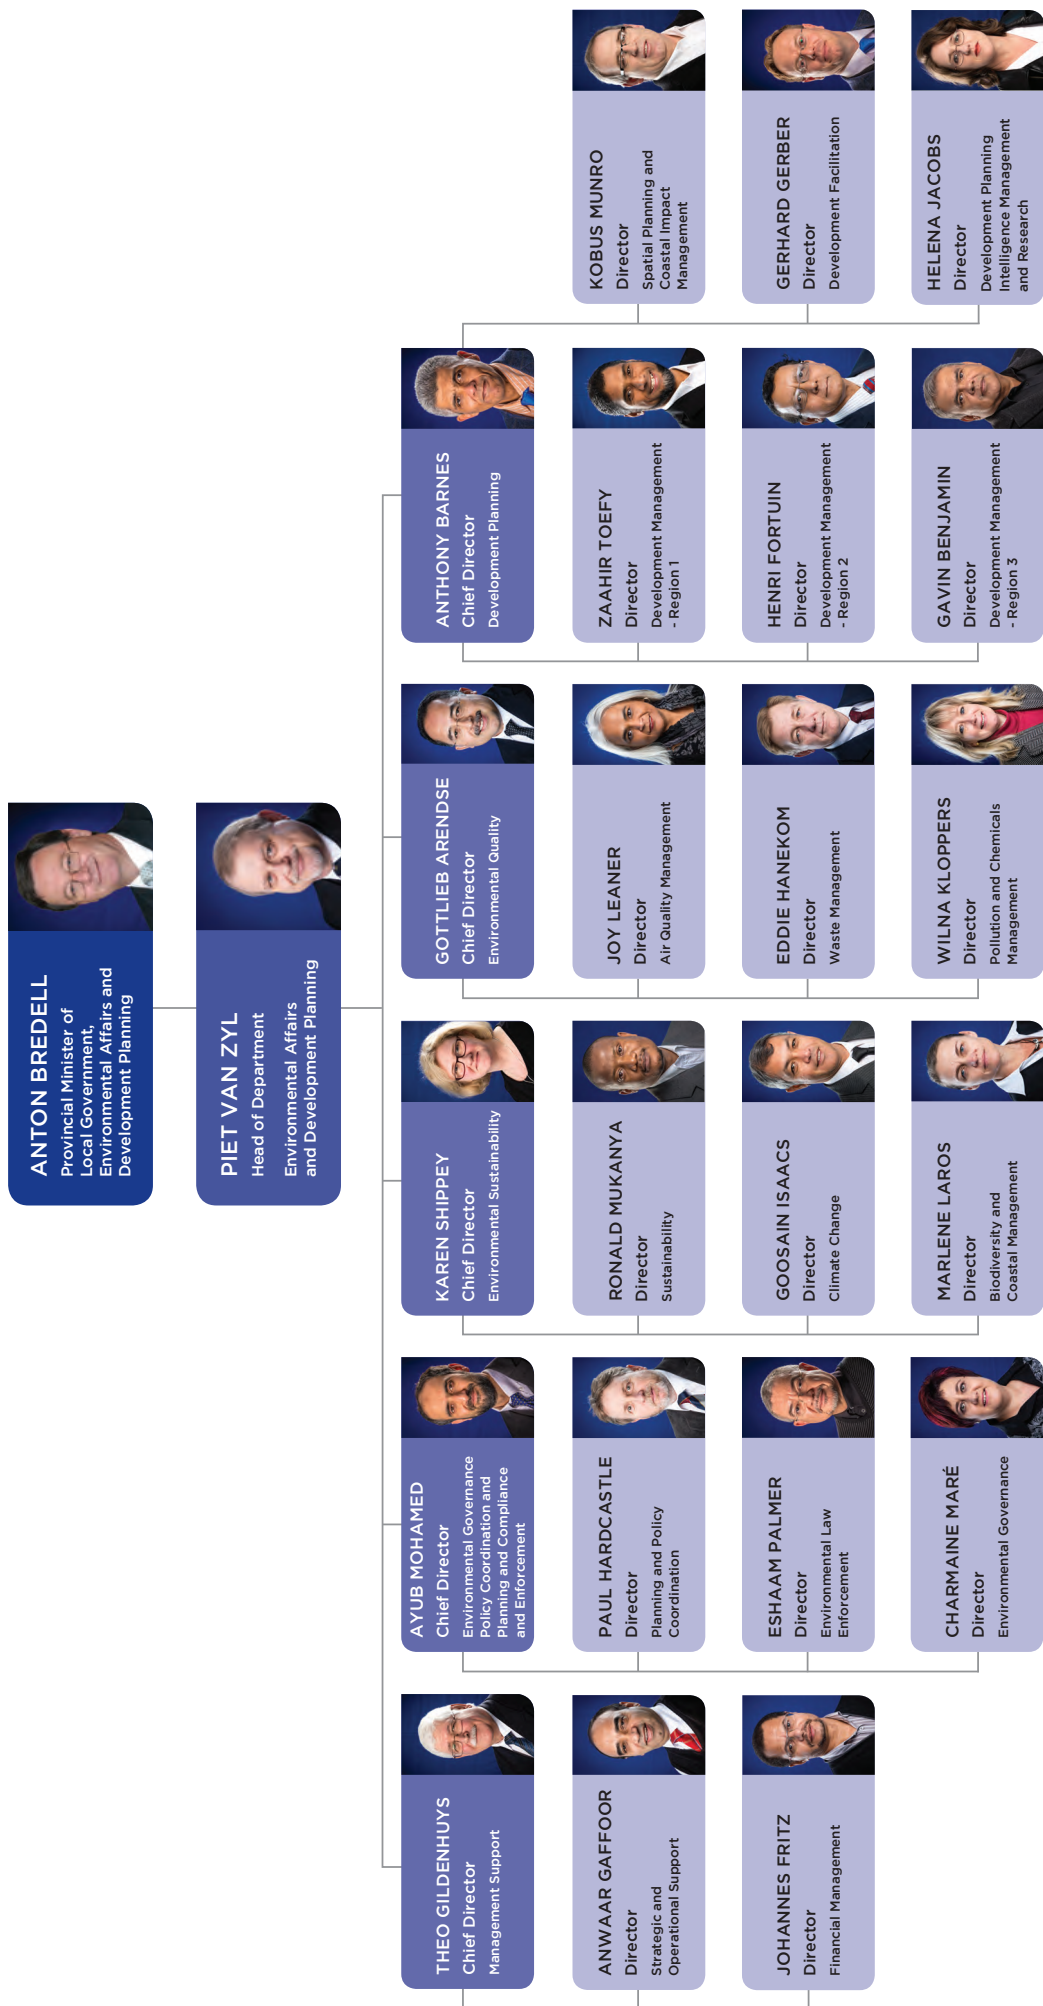 ANTON BREDELL
Provincial Minister of
Local Government,
Environmental Affairs and
Development Planning
PIET VAN ZYL
Head of Department
Environmental Affairs
and Development Planning
THEO GILDENHUYS
Chief Director
Management Support
AYUB MOHAMED
Chief Director
Environmental Governance
Policy Coordination and
Planning and Compliance
and Enforcement
KAREN SHIPPEY
Chief Director
Environmental Sustainability
GOTTLIEB ARENDSE
Chief Director
Environmental Quality
ANTHONY BARNES
Chief Director
Development Planning
ANWAAR GAFFOOR
Director
Strategic and
Operational Support
PAUL HARDCASTLE
Director
Planning and Policy
Coordination
RONALD MUKANYA
Director
Sustainability
JOY LEANER
Director
Air Quality Management
ZAAHIR TOEFY
Director
Development Management
- Region 1
KOBUS MUNRO
Director
Spatial Planning and
Coastal Impact
Management
JOHANNES FRITZ
Director
Financial Management
ESHAAM PALMER
Director
Environmental Law
Enforcement
GOOSAIN ISAACS
Director
Climate Change
EDDIE HANEKOM
Director
Waste Management
HENRI FORTUIN
Director
Development Management
- Region 2
GERHARD GERBER
Director
Development Facilitation
CHARMAINE MARÉ
Director
Environmental Governance
MARLENE LAROS
Director
Biodiversity and
Coastal Management
WILNA KLOPPERS
Director
Pollution and Chemicals
Management
GAVIN BENJAMIN
Director
Development Management
- Region 3
HELENA JACOBS
Director
Development Planning
Intelligence Management
and Research